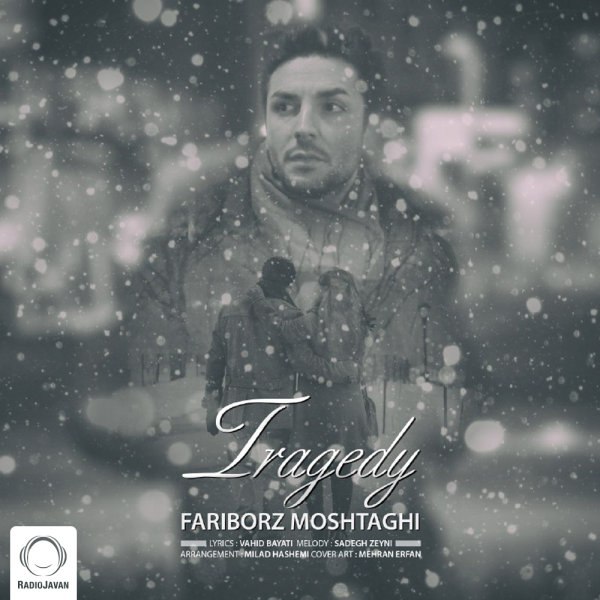 Tragedy
FARIBORZ MOSHTAGHI
LYRICS : VAHID BAYATI MELODY : SADEGH ZEYNI
ARRANGEMENT : MILAD HASHEMI COVER ART : MEHRAN ERFAN
RADIOJAVAN